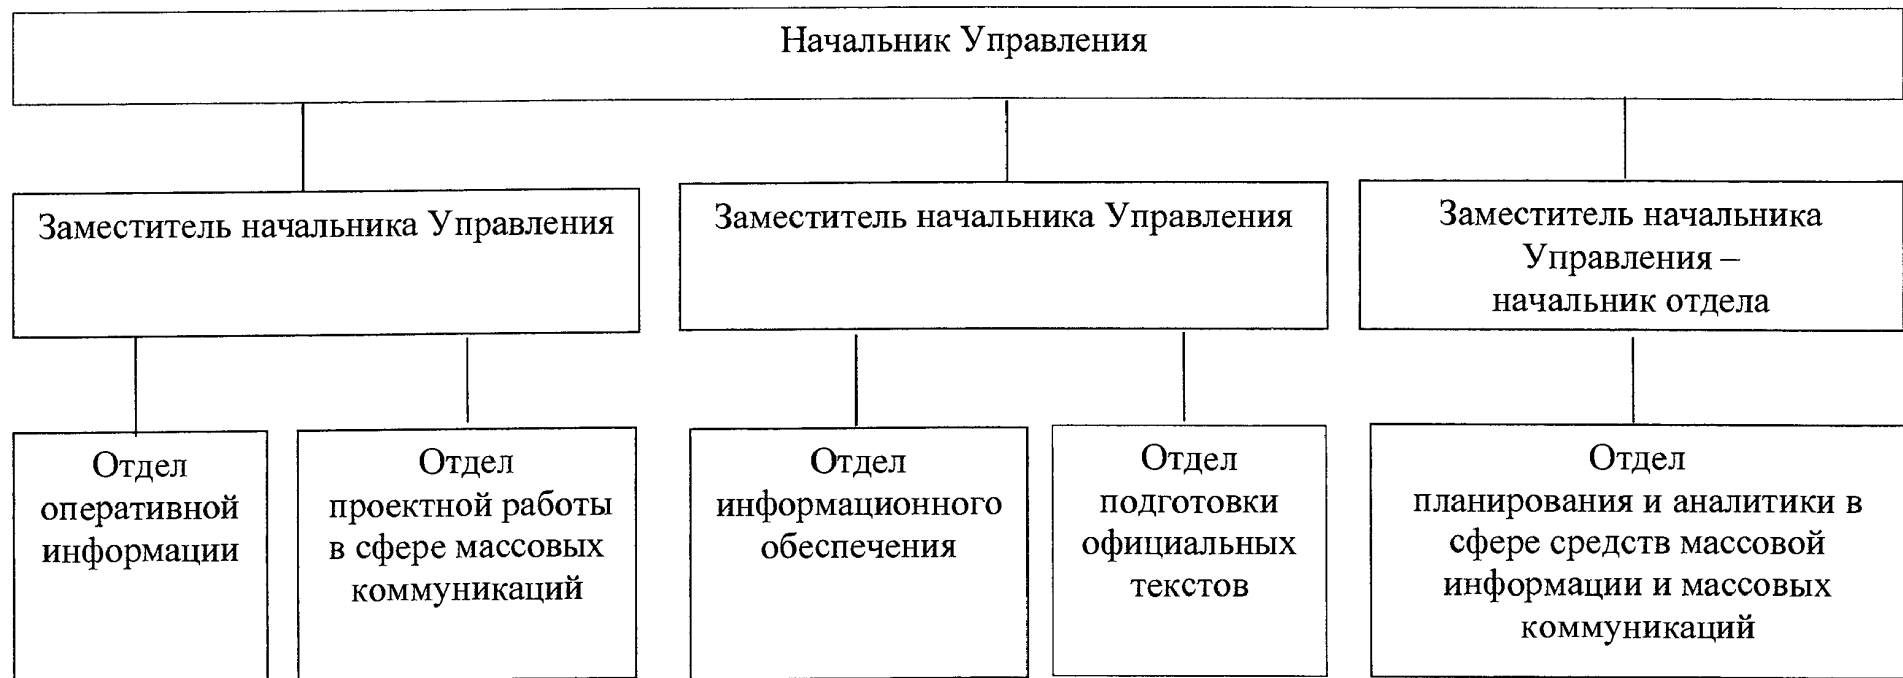 Начальник Управления
Заместитель начальника Управления
Заместитель начальника Управления
Заместитель начальника
Управления –
начальник отдела
Отдел
оперативной
информации
Отдел
проектной работы
в сфере массовых
коммуникаций
Отдел
информационного
обеспечения
Отдел
подготовки
официальных
текстов
Отдел
планирования и аналитики в
сфере средств массовой
информации и массовых
коммуникаций